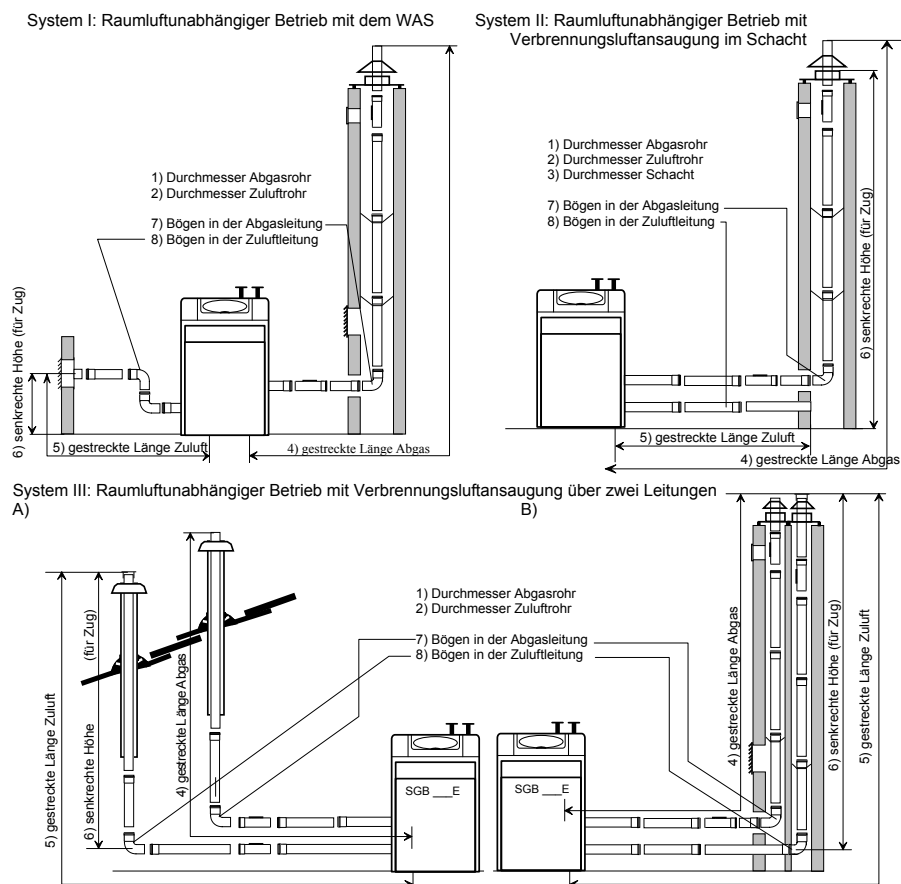 System I: Raumluftunabhängiger Betrieb mit dem WAS
1) Durchmesser Abgasrohr
2) Durchmesser Zuluftrohr
7) Bögen in der Abgasleitung
8) Bögen in der Zuluftleitung
6) senkrechte Höhe (für Zug)
5) gestreckte Länge Zuluft
4) gestreckte Länge Abgas
System II: Raumluftunabhängiger Betrieb mit
Verbrennungsluftansaugung im Schacht
1) Durchmesser Abgasrohr
2) Durchmesser Zuluftrohr
3) Durchmesser Schacht
7) Bögen in der Abgasleitung
8) Bögen in der Zuluftleitung
6) senkrechte Höhe (für Zug)
5) gestreckte Länge Zuluft
4) gestreckte Länge Abgas
System III: Raumluftunabhängiger Betrieb mit Verbrennungsluftansaugung über zwei Leitungen
A)
B)
5) gestreckte Länge Zuluft
6) senkrechte Höhe (für Zug)
4) gestreckte Länge Abgas
1) Durchmesser Abgasrohr
2) Durchmesser Zuluftrohr
7) Bögen in der Abgasleitung
8) Bögen in der Zuluftleitung
SGB ___E
SGB ___E
4) gestreckte Länge Abgas
6) senkrechte Höhe (für Zug)
5) gestreckte Länge Zuluft